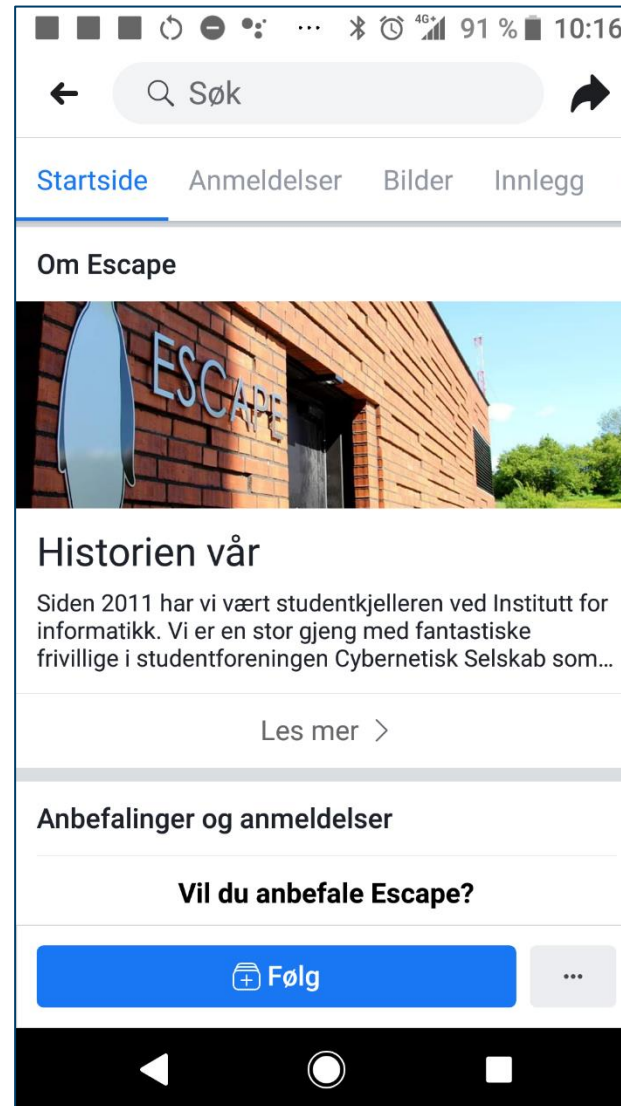 4G+ 91 % 10:16
Søk
Startside Anmeldelser Bilder Innlegg
Om Escape
ESCAPE
Historien vår
Siden 2011 har vi vært studentkjelleren ved Institutt for
informatikk. Vi er en stor gjeng med fantastiske
frivillige i studentforeningen Cybernetisk Selskab som...
Les mer
Anbefalinger og anmeldelser
Vil du anbefale Escape?
Følg